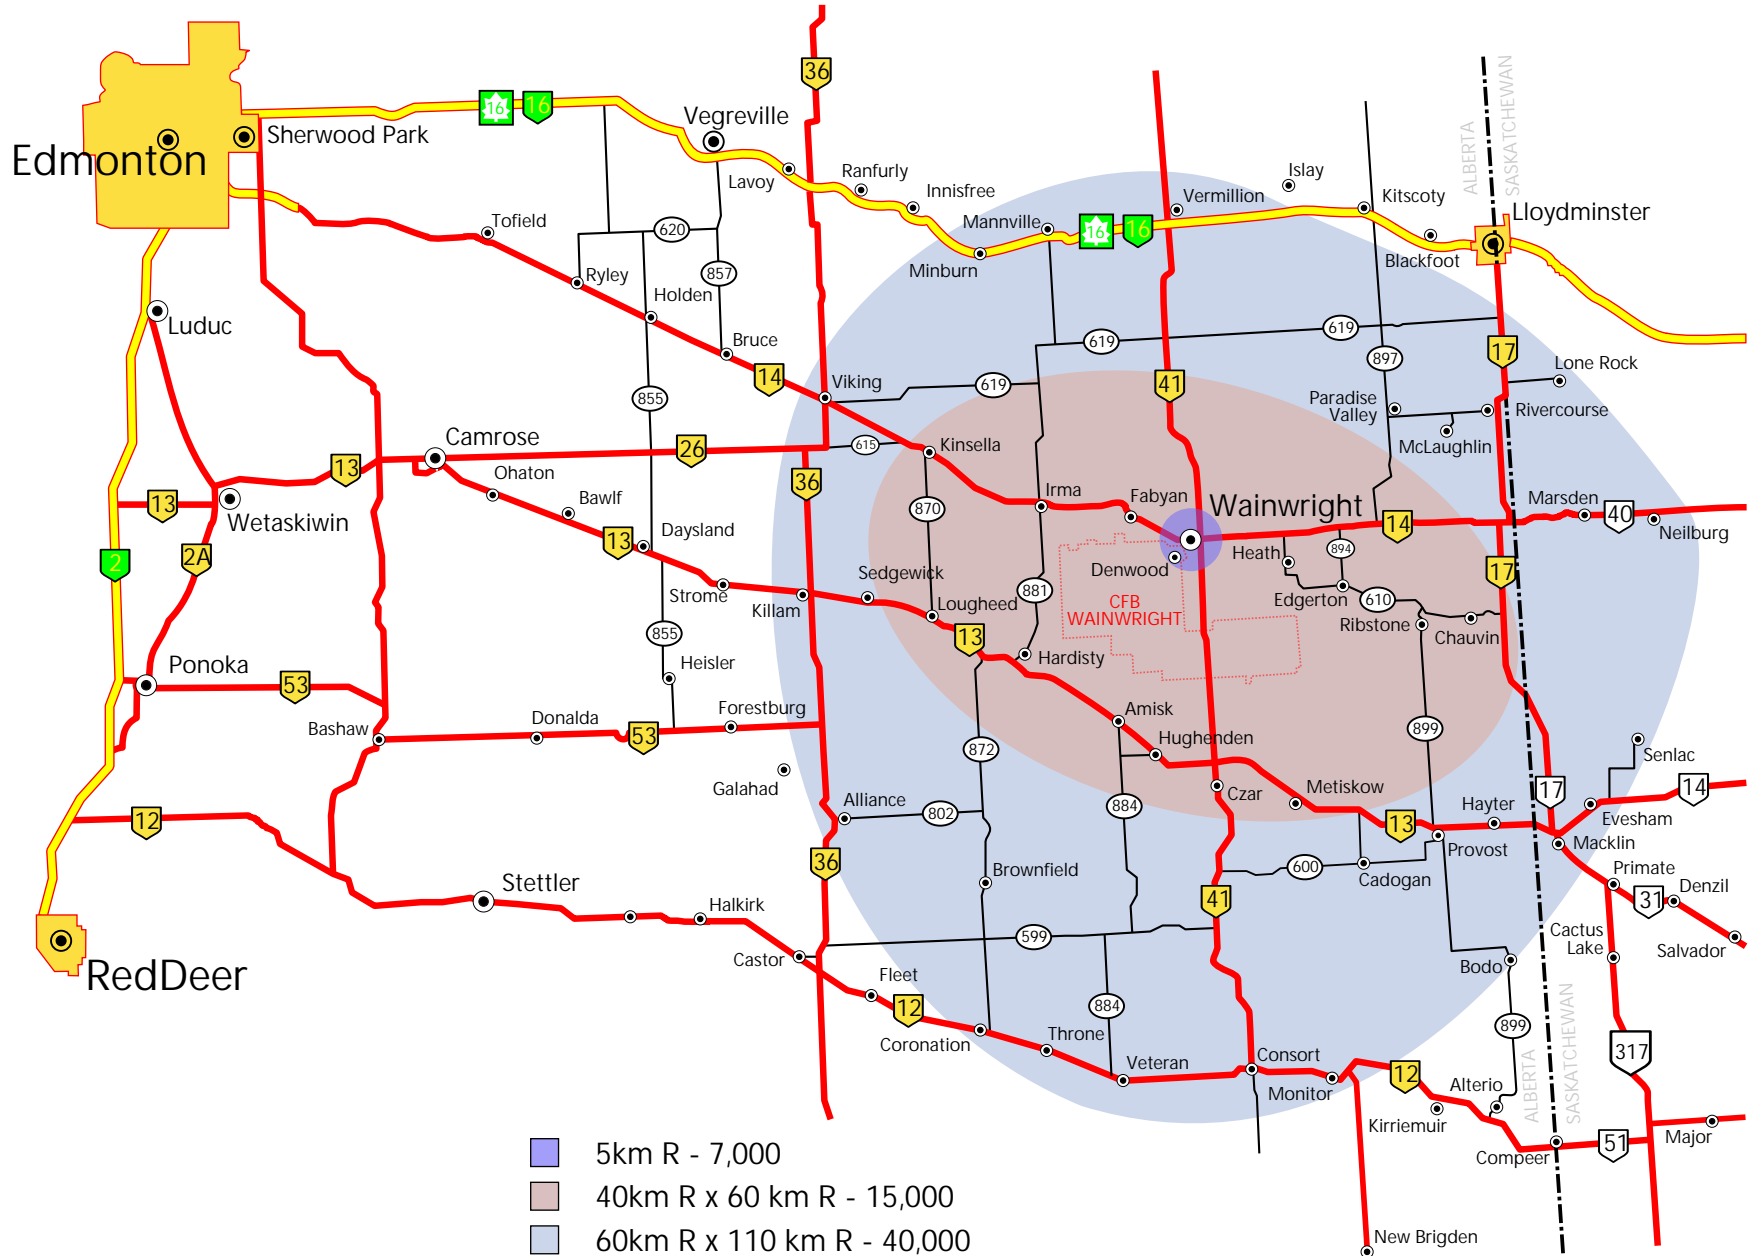 36
16
16
Vegreville
Sherwood Park
Edmonton
ALBERTA
SASKATCHEWAN
Lavoy
Ranfurly
Innisfree
Islay
Vermillion
Kitscoty
Lloydminster
Tofield
620
Mannville
16
16
Minburn
Blackfoot
857
Ryley
Holden
Luduc
Bruce
619
619
17
897
14
Viking
619
41
Lone Rock
855
Paradise
Valley
Rivercourse
McLaughlin
Camrose
26
615
Kinsella
13
Ohaton
36
Irma
Fabyan
Wainwright
Marsden
13
Wetaskiwin
Bawlf
870
14
40
Neilburg
2
2A
13
Daysland
Heath
894
Denwood
17
Strome
Killam
Sedgewick
Lougheed
881
CFB
WAINWRIGHT
Edgerton
610
Ribstone
Chauvin
855
13
Hardisty
Ponoka
53
Heisler
Bashaw
Donalda
53
Forestburg
Amisk
Hughenden
899
872
Senlac
Galahad
Alliance
802
884
Czar
Metiskow
Hayter
17
14
Evesham
12
13
Provost
Macklin
36
Brownfield
600
Cadogan
Primate
Denzil
31
Stettler
Halkirk
41
Cactus
Lake
Salvador
599
Castor
Bodo
RedDeer
Fleet
12
884
899
ALBERTA
SASKATCHEWAN
Coronation
Throne
Veteran
Consort
Monitor
12
317
Alterio
Kirriemuir
Major
51
Compeer
5km R - 7,000
40km R x 60 km R - 15,000
60km R x 110 km R - 40,000
New Brigden